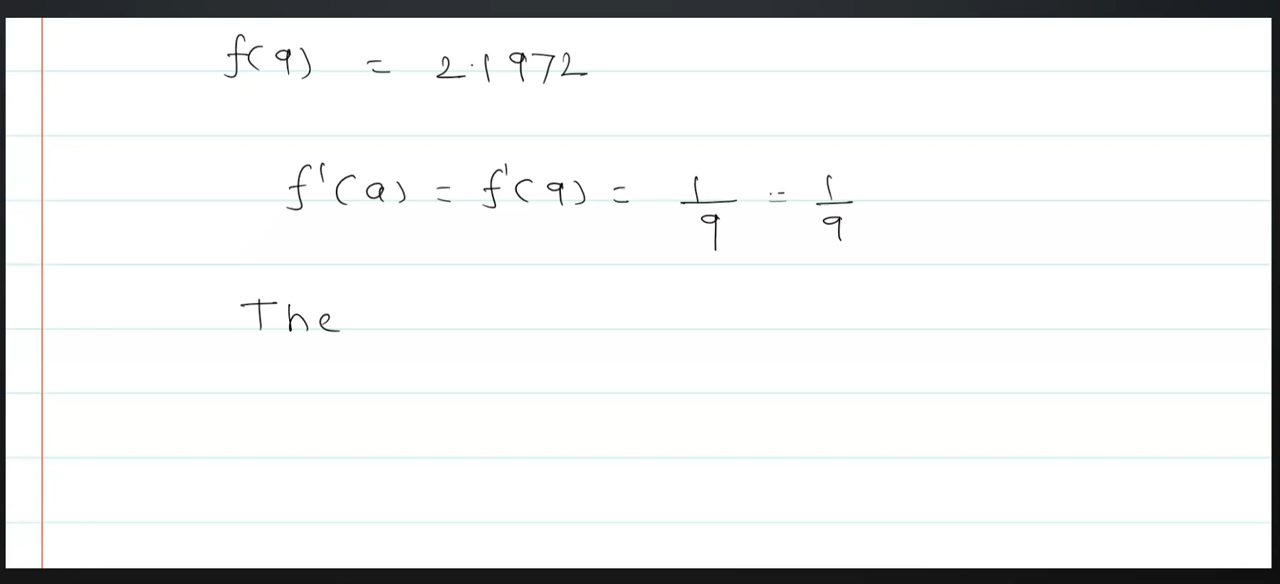 f(9) = 2.1972
f'(a) = f'(9) = 1/9 = 1/9
The